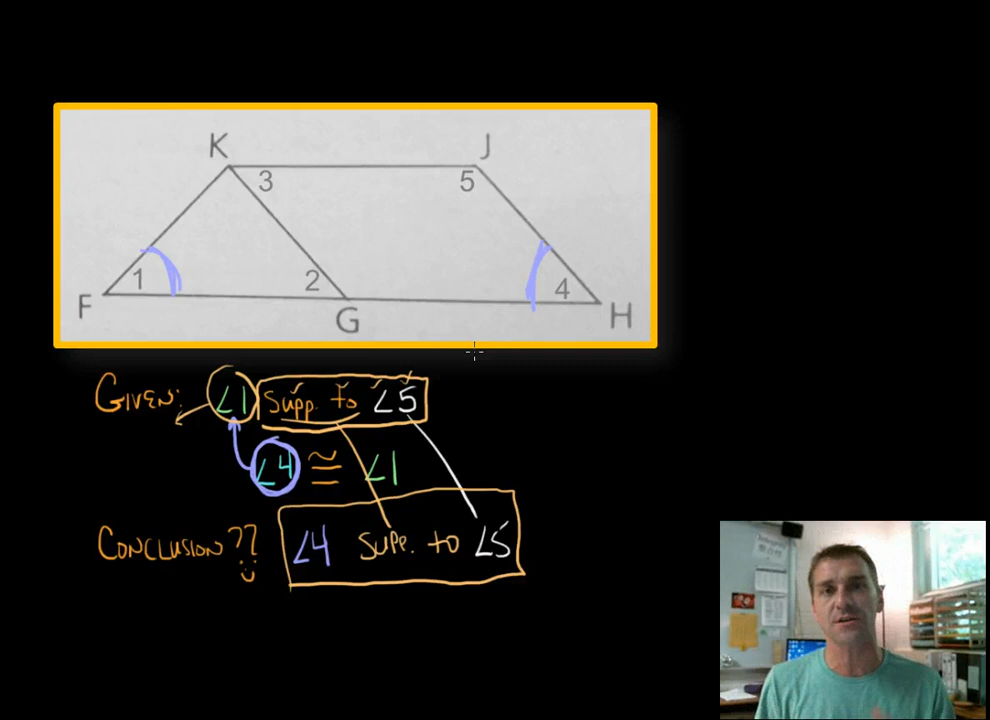 K J
3 5
1 2 4
F G H
GIVEN: ∠1 Supp. to ∠5
∠4 ≅ ∠1
CONCLUSION?? ∠4 Supp. to ∠5